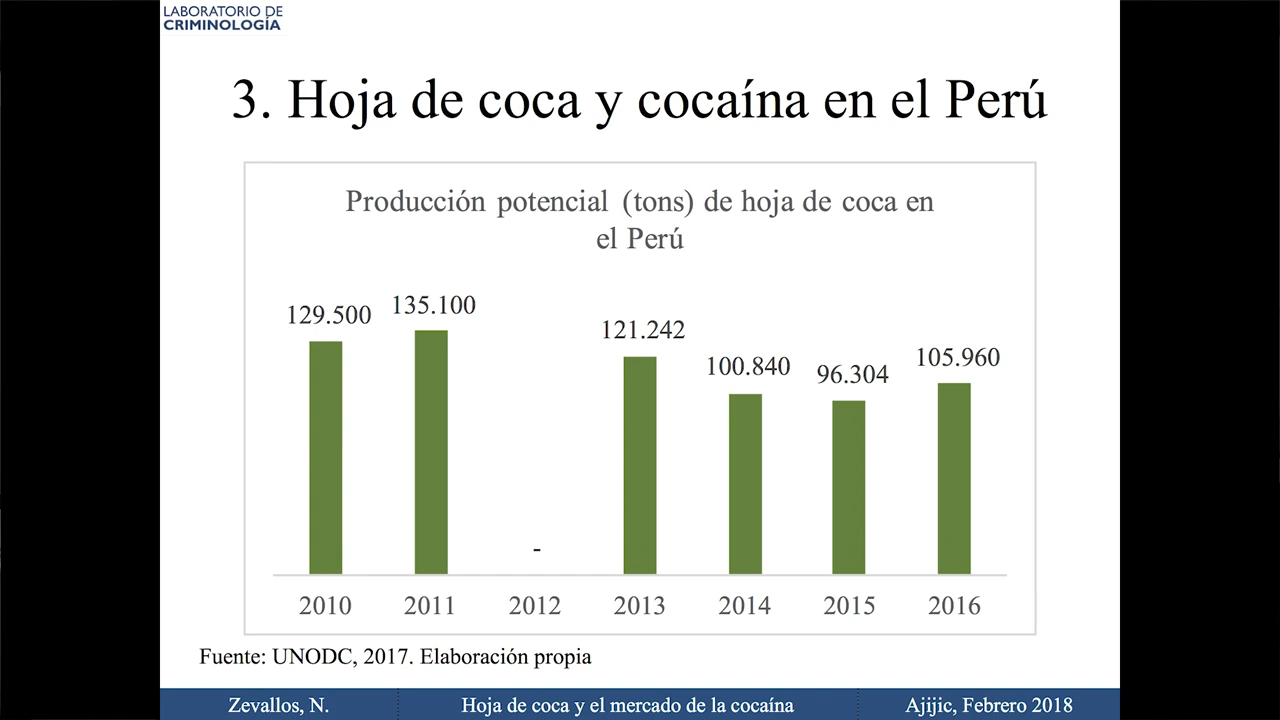 LABORATORIO DE
CRIMINOLOGÍA
3. Hoja de coca y cocaína en el Perú
Producción potencial (tons) de hoja de coca en
el Perú
129.500 135.100 - 121.242 100.840 96.304 105.960
2010 2011 2012 2013 2014 2015 2016
Fuente: UNODC, 2017. Elaboración propia
Zevallos, N. Hoja de coca y el mercado de la cocaína Ajijic, Febrero 2018